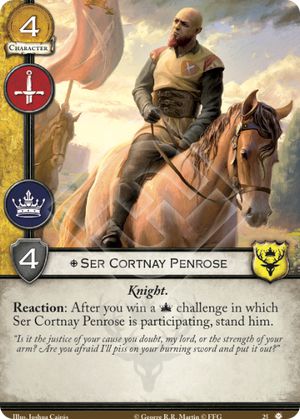 4
CHARACTER
SER CORTNAY PENROSE
4
Knight.
Reaction: After you win a challenge in which
Ser Cortnay Penrose is participating, stand him.
"Is it the justice of your cause you doubt, my lord, or the strength of your
arm? Are you afraid I'll piss on your burning sword and put it out?"
Illus. Joshua Cairós
© George R.R. Martin © FFG
25